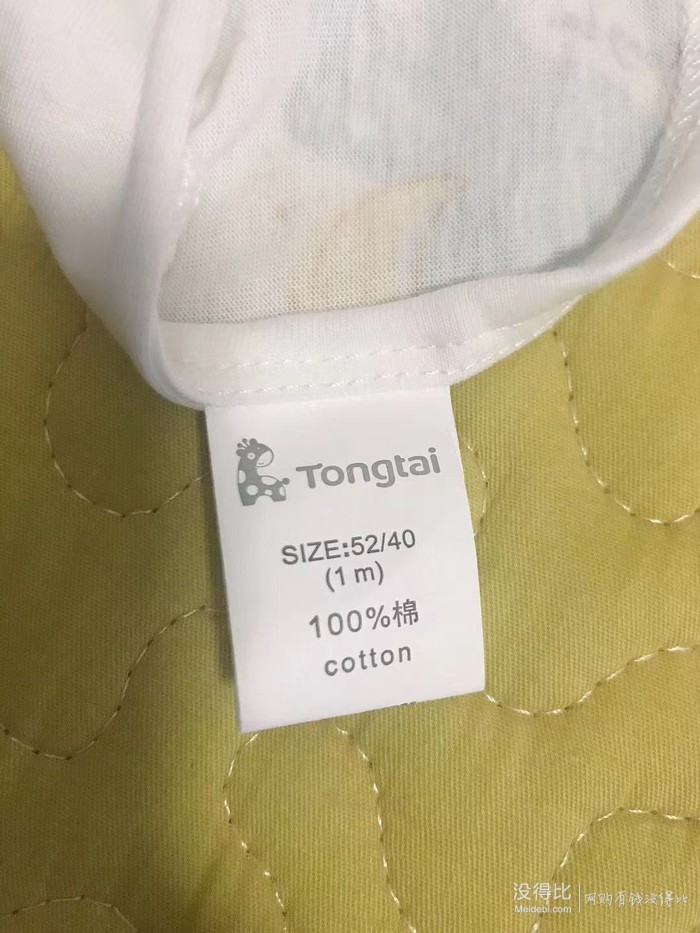 Tongtai
SIZE:52/40
(1 m)
100%棉
cotton
没得比
Meidebi.com
网购有钱没得比